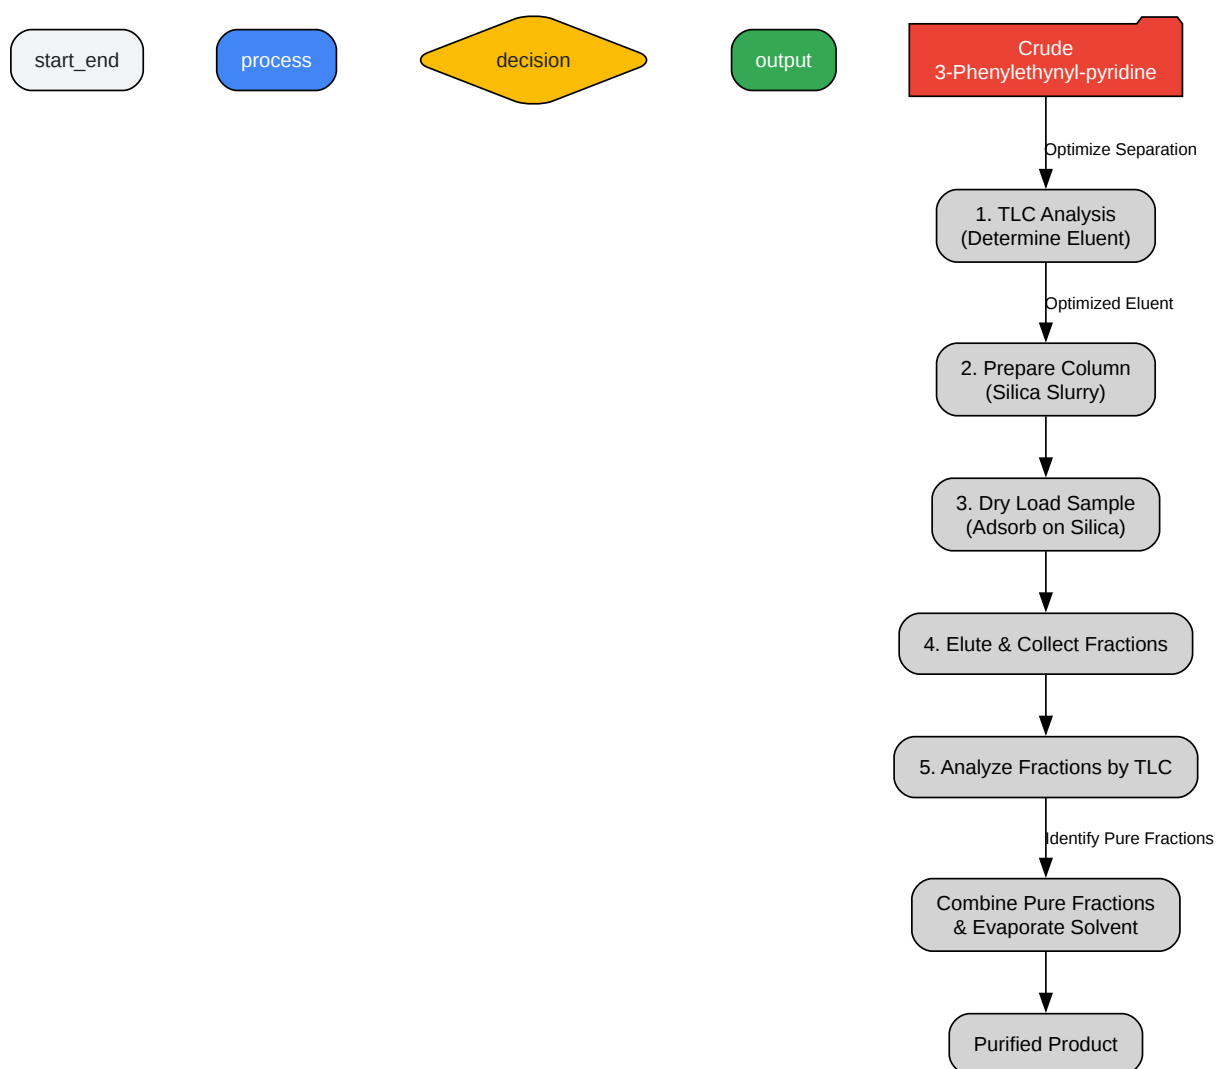 start_end
process
decision
output
Crude
3-Phenylethynyl-pyridine
Optimize Separation
1. TLC Analysis
(Determine Eluent)
Optimized Eluent
2. Prepare Column
(Silica Slurry)
3. Dry Load Sample
(Adsorb on Silica)
4. Elute & Collect Fractions
5. Analyze Fractions by TLC
Identify Pure Fractions
Combine Pure Fractions
& Evaporate Solvent
Purified Product